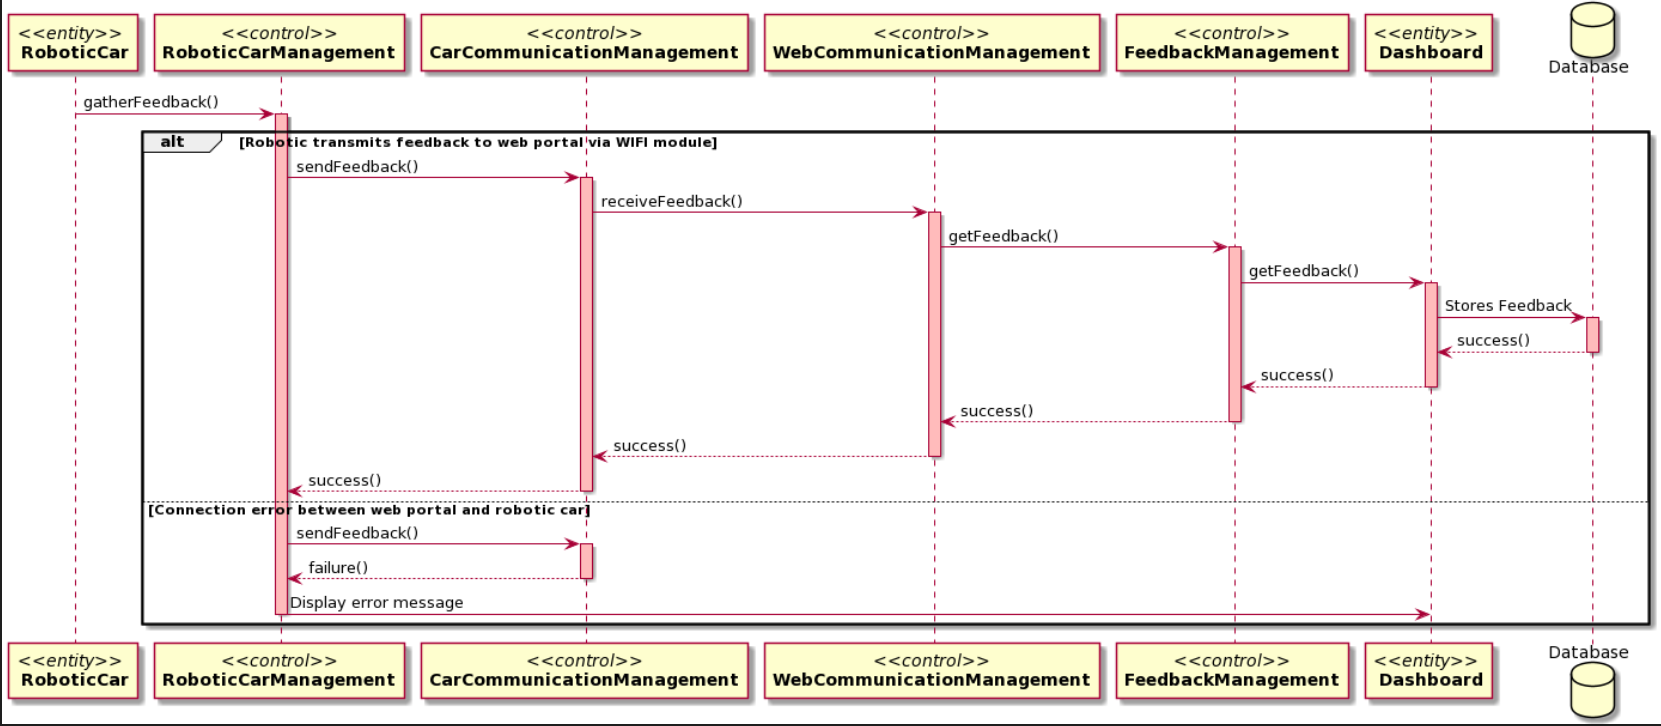 <<entity>>
RoboticCar
<<control>>
RoboticCarManagement
<<control>>
CarCommunicationManagement
<<control>>
WebCommunicationManagement
<<control>>
FeedbackManagement
<<entity>>
Dashboard
Database
gatherFeedback()
alt
[Robotic transmits feedback to web portal via WIFI module]
sendFeedback()
receiveFeedback()
getFeedback()
getFeedback()
Stores Feedback
success()
success()
success()
success()
success()
[Connection error between web portal and robotic car]
sendFeedback()
failure()
Display error message
<<entity>>
RoboticCar
<<control>>
RoboticCarManagement
<<control>>
CarCommunicationManagement
<<control>>
WebCommunicationManagement
<<control>>
FeedbackManagement
<<entity>>
Dashboard
Database